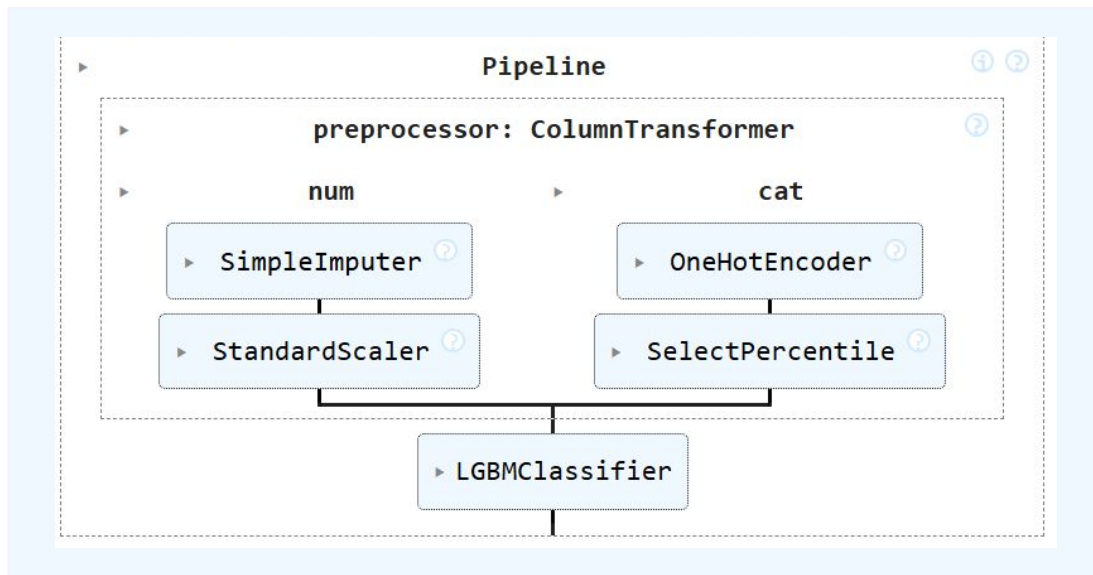 Pipeline
preprocessor: ColumnTransformer
num
cat
SimpleImputer
OneHotEncoder
StandardScaler
SelectPercentile
LGBMClassifier